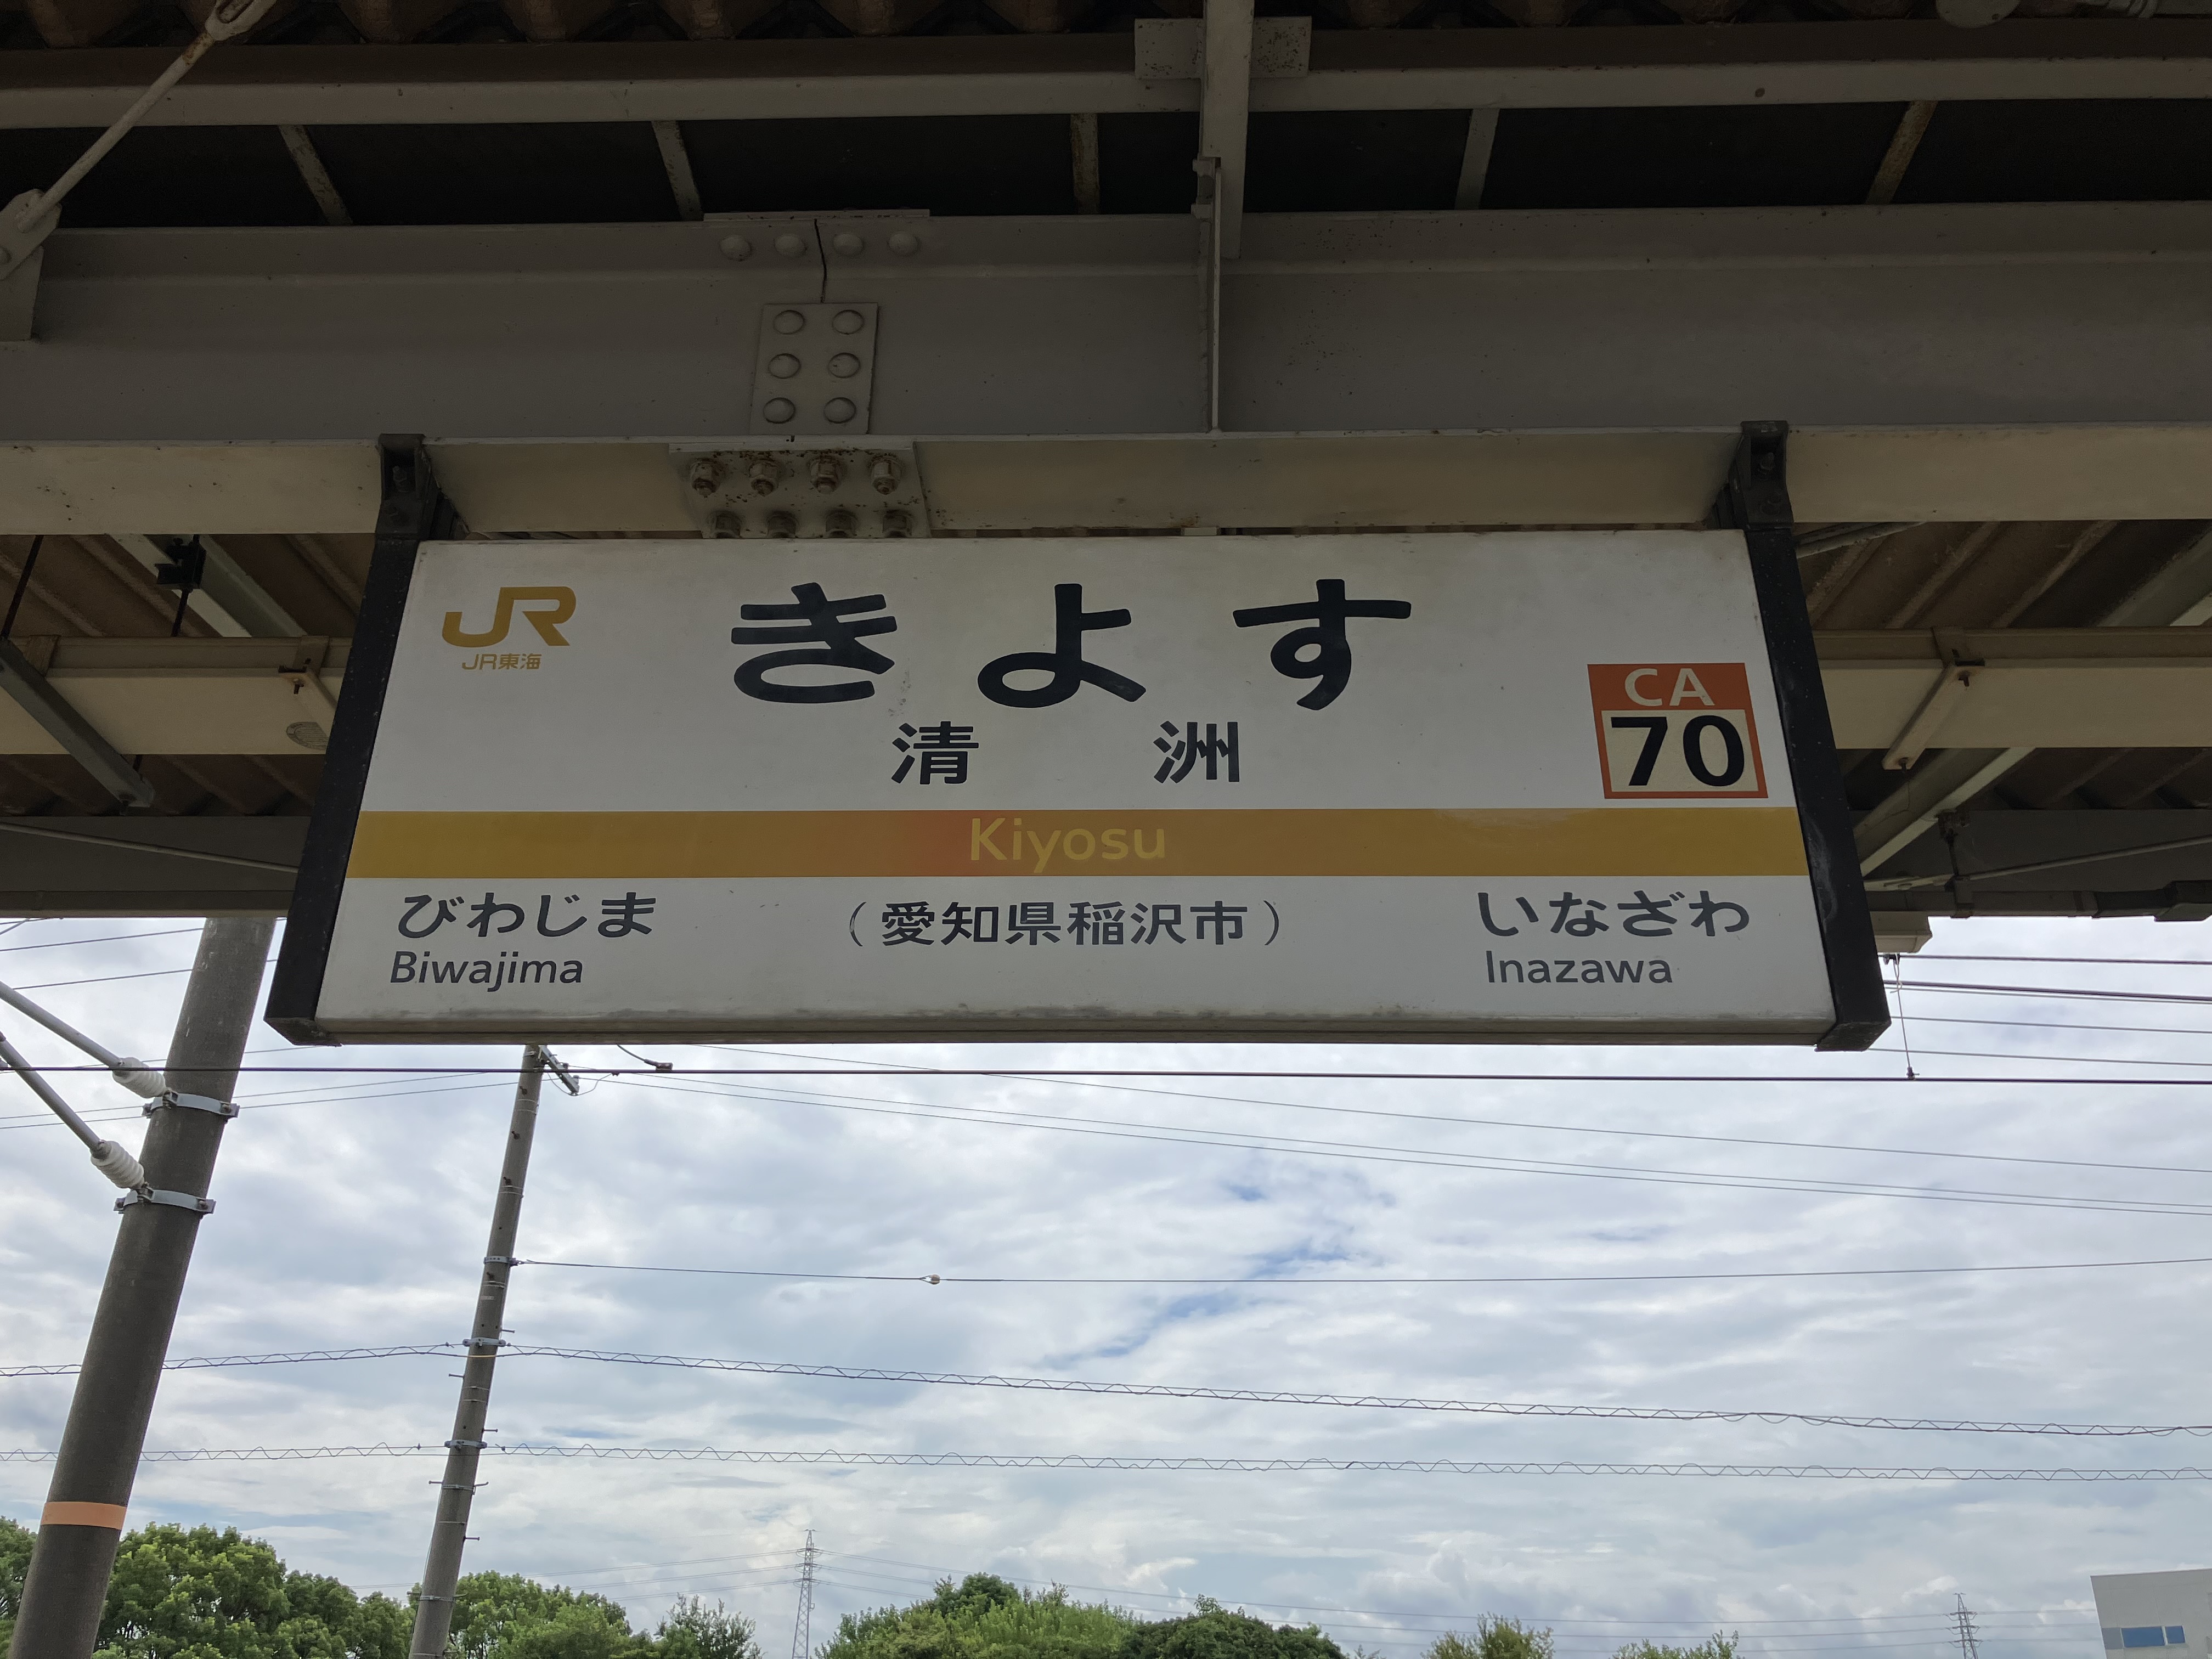 JR
JR東海
きよす
清洲
CA
70
Kiyosu
びわじま
Biwajima
（愛知県稲沢市）
いなざわ
Inazawa